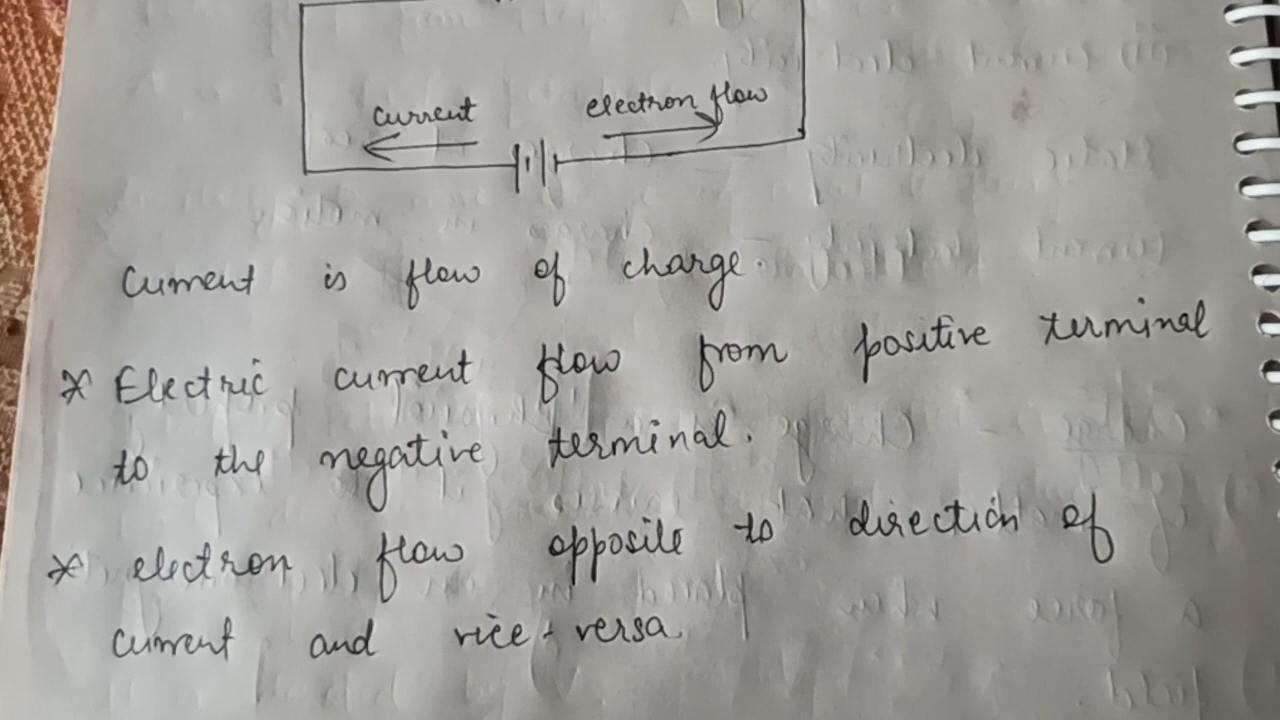 current
electron flow
Current is flow of charge.
* Electric current flow from positive terminal
to the negative terminal.
* electron flow opposite to direction of
current and vice-versa